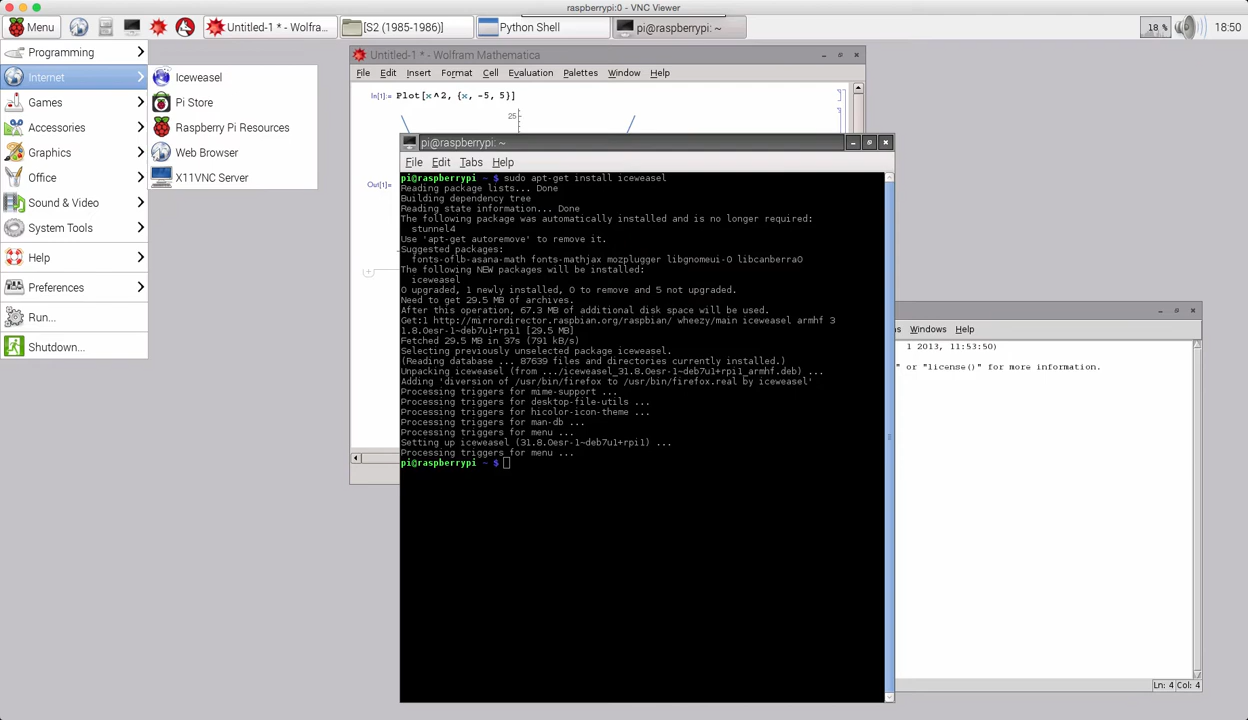 raspberrypi:0 - VNC Viewer
Menu
Untitled-1 * - Wolfra...
[S2 (1985-1986)]
Python Shell
pi@raspberrypi: ~
18 %
18:50
Programming
Internet
Games
Accessories
Graphics
Office
Sound & Video
System Tools
Help
Preferences
Run...
Shutdown...
Iceweasel
Pi Store
Raspberry Pi Resources
Web Browser
X11VNC Server
Untitled-1 * - Wolfram Mathematica
File Edit Insert Format Cell Evaluation Palettes Window Help
In[1]:= Plot[x^2, {x, -5, 5}]
25
Out[1]=
pi@raspberrypi: ~
File Edit Tabs Help
pi@raspberrypi ~ $ sudo apt-get install iceweasel
Reading package lists... Done
Building dependency tree
Reading state information... Done
The following package was automatically installed and is no longer required:
stunnel4
Use 'apt-get autoremove' to remove it.
Suggested packages:
fonts-oflb-asana-math fonts-mathjax mozplugger libgnomeui-0 libcanberra0
The following NEW packages will be installed:
iceweasel
0 upgraded, 1 newly installed, 0 to remove and 5 not upgraded.
Need to get 29.5 MB of archives.
After this operation, 67.3 MB of additional disk space will be used.
Get:1 http://mirrordirector.raspbian.org/raspbian/ wheezy/main iceweasel armhf 3
1.8.0esr-1~deb7u1+rpi1 [29.5 MB]
Fetched 29.5 MB in 37s (791 kB/s)
Selecting previously unselected package iceweasel.
(Reading database ... 87639 files and directories currently installed.)
Unpacking iceweasel (from .../iceweasel_31.8.0esr-1~deb7u1+rpi1_armhf.deb) ...
Adding 'diversion of /usr/bin/firefox to /usr/bin/firefox.real by iceweasel'
Processing triggers for mime-support ...
Processing triggers for desktop-file-utils ...
Processing triggers for hicolor-icon-theme ...
Processing triggers for man-db ...
Processing triggers for menu ...
Setting up iceweasel (31.8.0esr-1~deb7u1+rpi1) ...
Processing triggers for menu ...
pi@raspberrypi ~ $
s Windows Help
1 2013, 11:53:50)
" or "license()" for more information.
Ln: 4 Col: 4